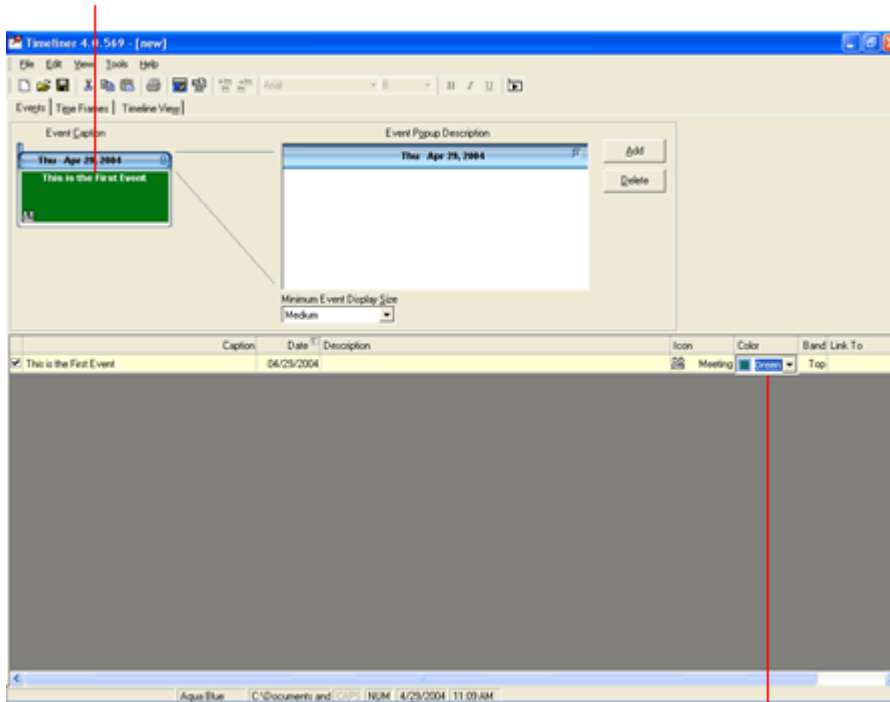 Timeliner 4.0.569 - [new]
File Edit View Tools Help
Arial 8 B I U
Events Time Frames Timeline View
Event Caption Event Popup Description
Thu Apr 29, 2004 Thu Apr 29, 2004 Add
This is the First Event Delete
Minimum Event Display Size
Medium
Caption Date Description Icon Color Band Link To
This is the First Event 04/29/2004 Meeting Green Top
Aqua Blue C:\Documents and CAPS NUM 4/29/2004 11:09 AM